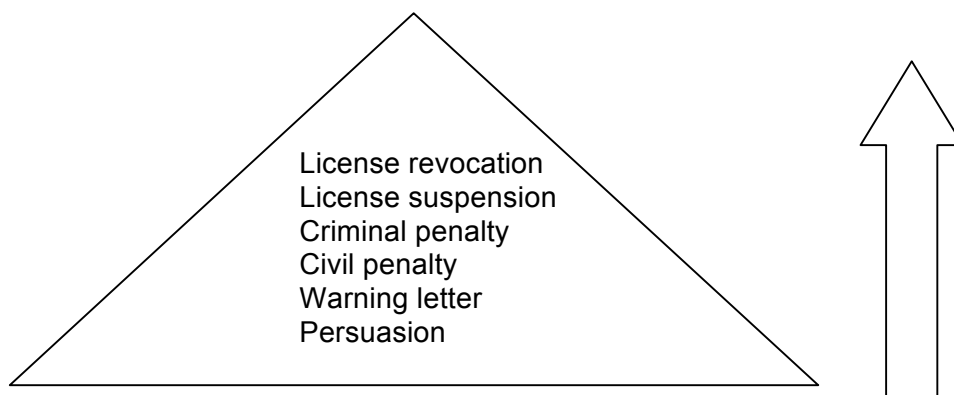 License revocation
License suspension
Criminal penalty
Civil penalty
Warning letter
Persuasion